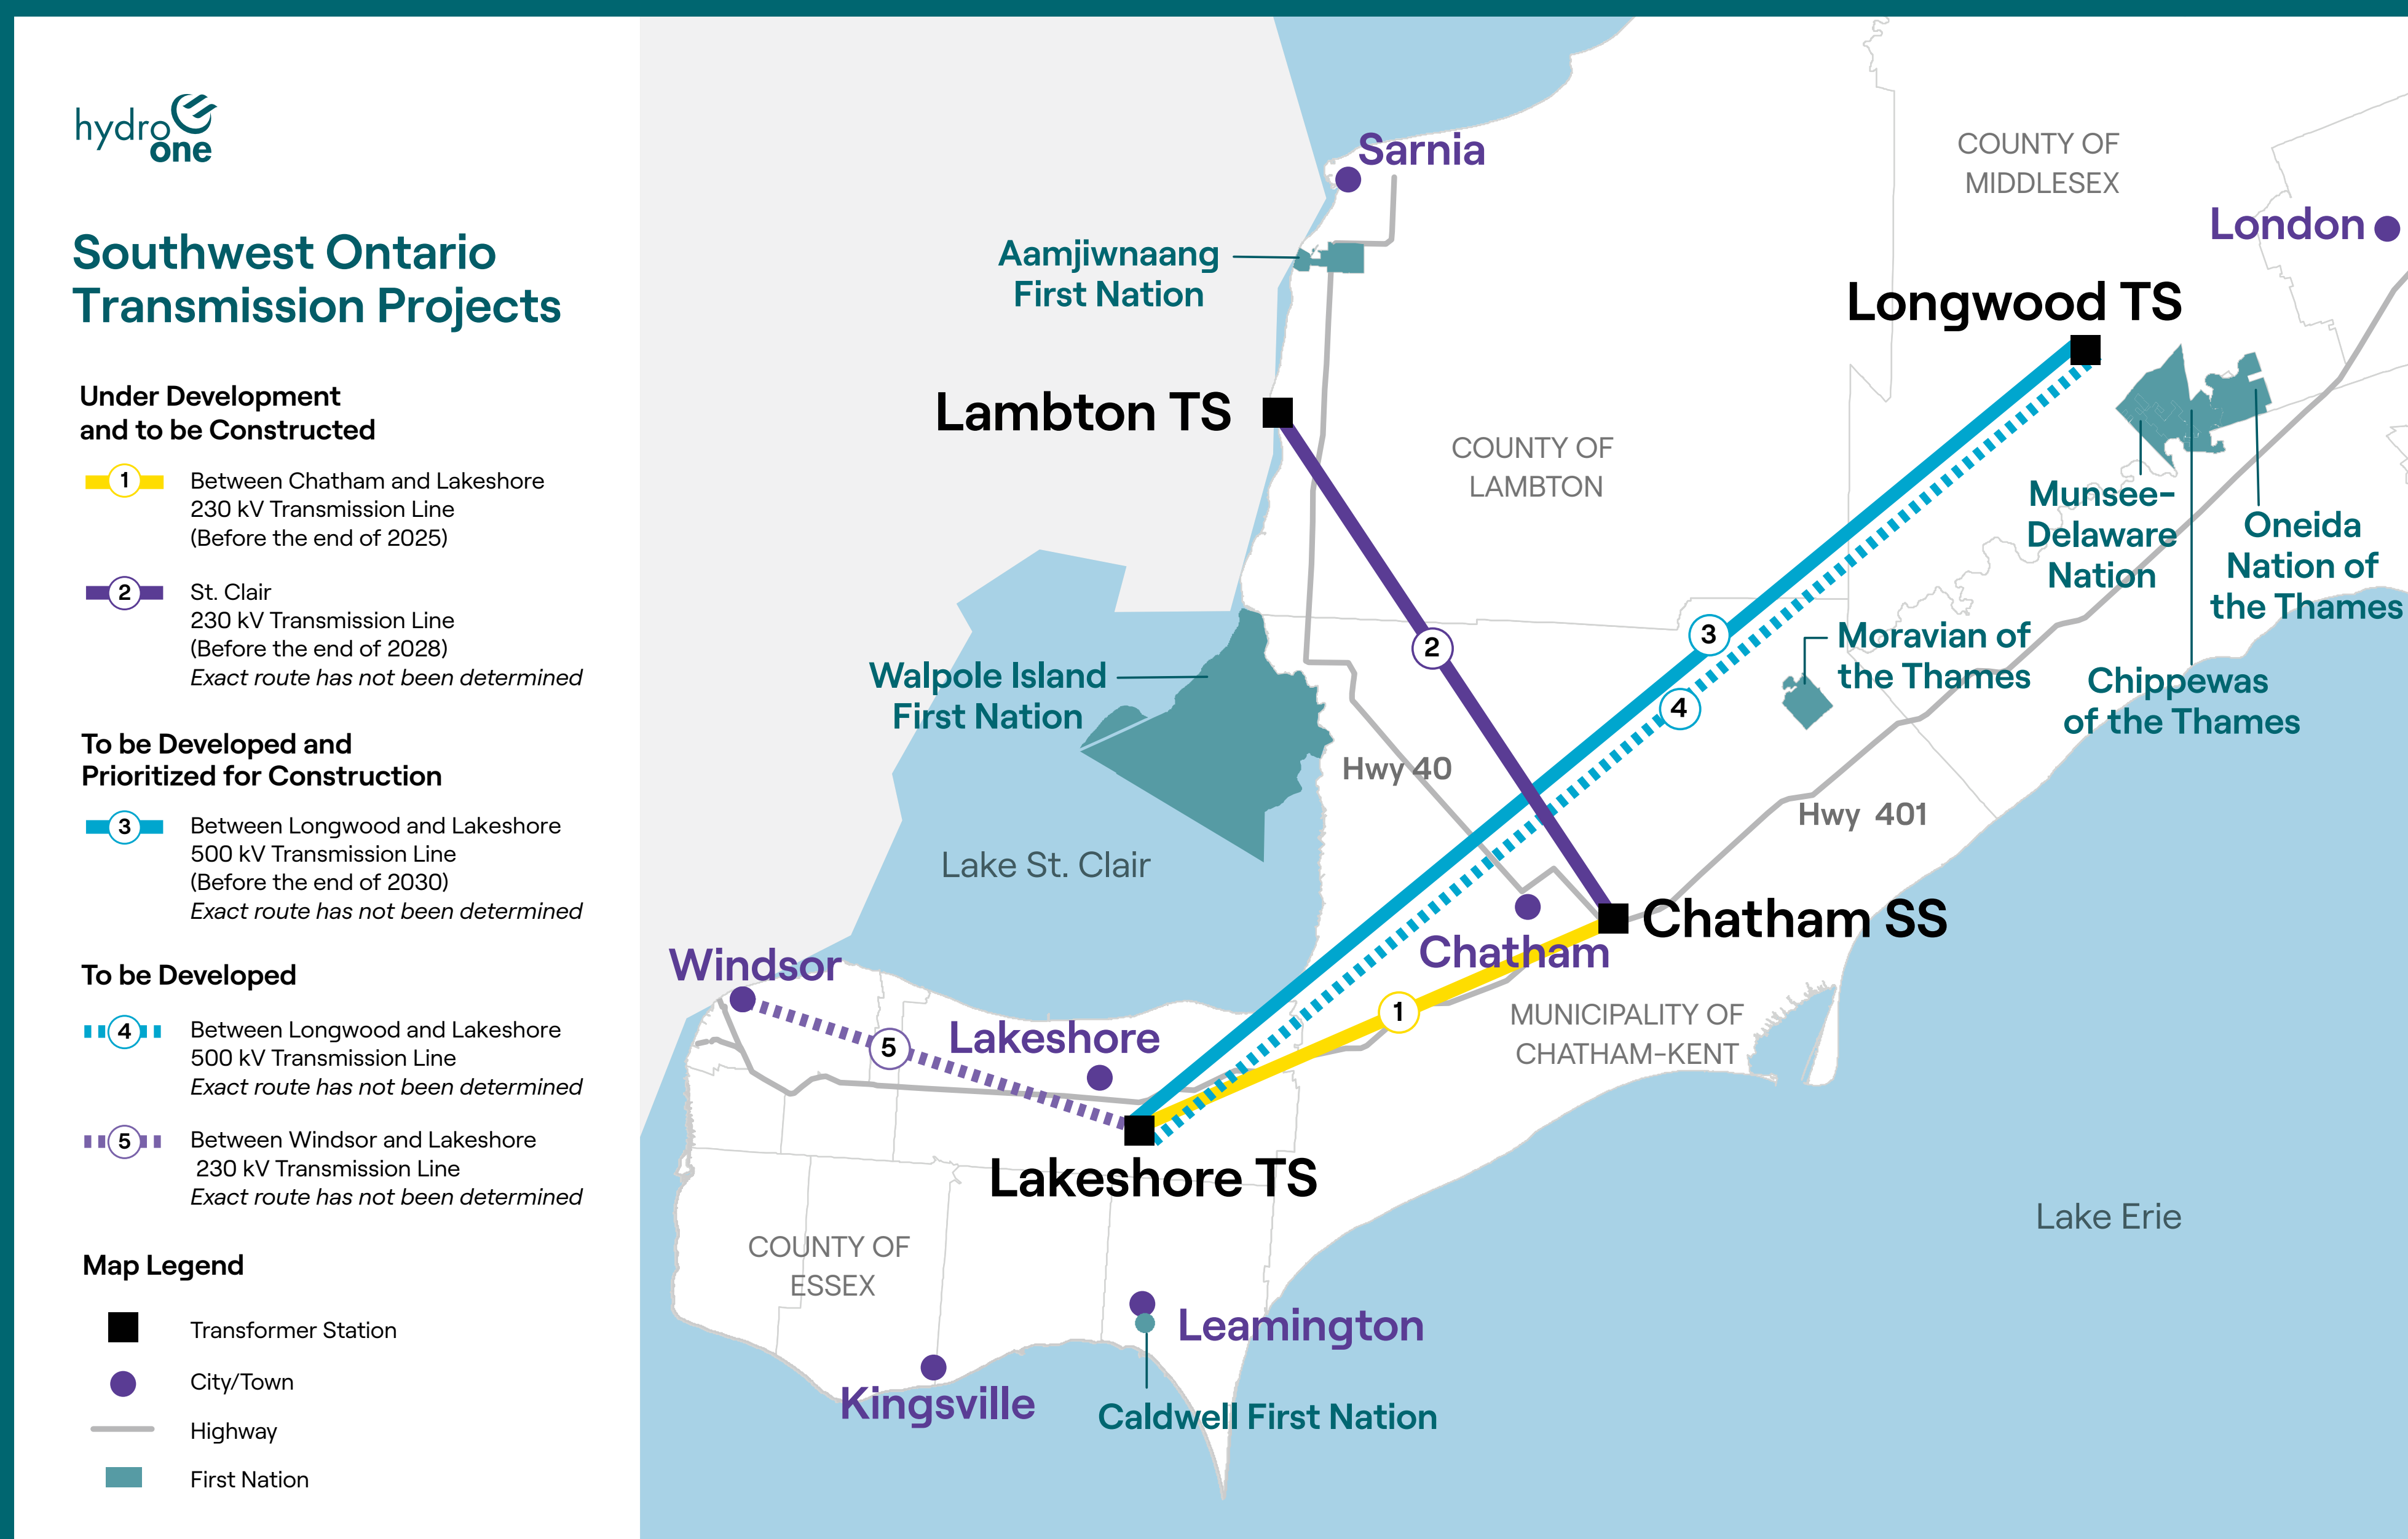 hydro
one
Southwest Ontario
Transmission Projects
Under Development
and to be Constructed
1
Between Chatham and Lakeshore
230 kV Transmission Line
(Before the end of 2025)
2
St. Clair
230 kV Transmission Line
(Before the end of 2028)
Exact route has not been determined
To be Developed and
Prioritized for Construction
3
Between Longwood and Lakeshore
500 kV Transmission Line
(Before the end of 2030)
Exact route has not been determined
To be Developed
4
Between Longwood and Lakeshore
500 kV Transmission Line
Exact route has not been determined
5
Between Windsor and Lakeshore
230 kV Transmission Line
Exact route has not been determined
Map Legend
Transformer Station
City/Town
Highway
First Nation
Sarnia
COUNTY OF
MIDDLESEX
London
Aamjiwnaang
First Nation
Longwood TS
Lambton TS
COUNTY OF
LAMBTON
Munsee-
Delaware
Nation
Oneida
Nation of
the Thames
2
3
4
Moravian of
the Thames
Chippewas
of the Thames
Walpole Island
First Nation
Hwy 40
Hwy 401
Lake St. Clair
Chatham SS
Chatham
Windsor
5
Lakeshore
1
MUNICIPALITY OF
CHATHAM-KENT
Lakeshore TS
Lake Erie
COUNTY OF
ESSEX
Leamington
Kingsville
Caldwell First Nation